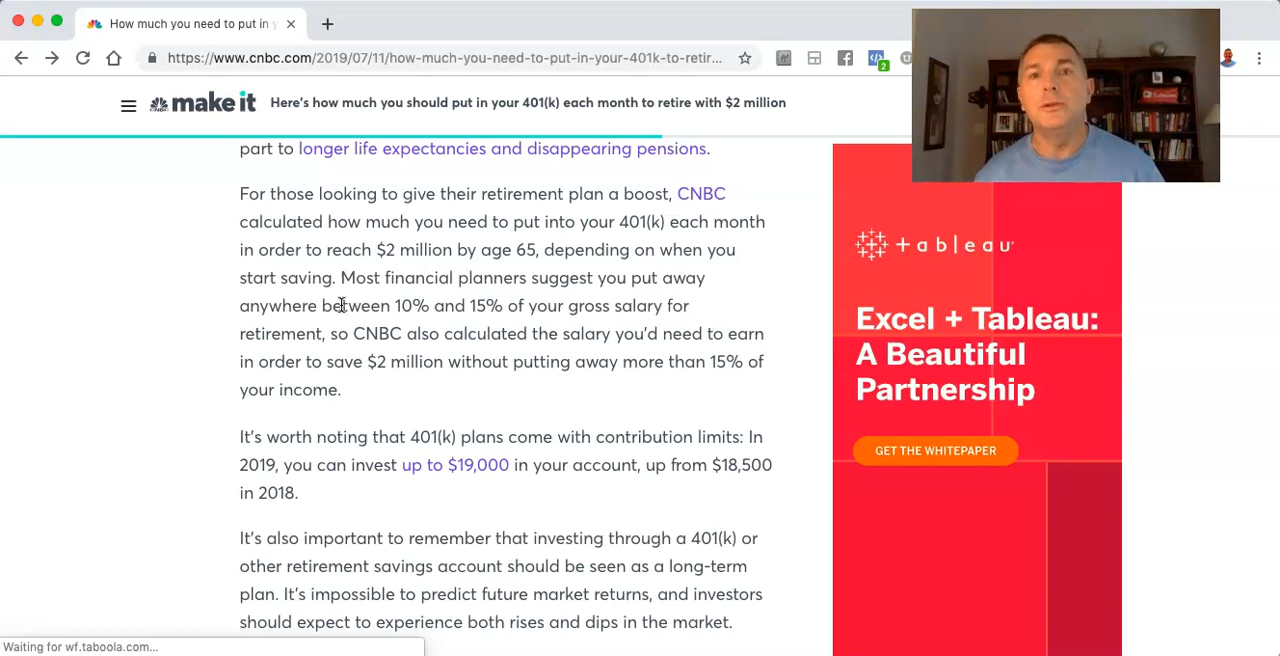 How much you need to put in y
https://www.cnbc.com/2019/07/11/how-much-you-need-to-put-in-your-401k-to-retir...
2
make it
Here's how much you should put in your 401(k) each month to retire with $2 million
part to longer life expectancies and disappearing pensions.
For those looking to give their retirement plan a boost, CNBC
calculated how much you need to put into your 401(k) each month
in order to reach $2 million by age 65, depending on when you
start saving. Most financial planners suggest you put away
anywhere between 10% and 15% of your gross salary for
retirement, so CNBC also calculated the salary you'd need to earn
in order to save $2 million without putting away more than 15% of
your income.
It's worth noting that 401(k) plans come with contribution limits: In
2019, you can invest up to $19,000 in your account, up from $18,500
in 2018.
It's also important to remember that investing through a 401(k) or
other retirement savings account should be seen as a long-term
plan. It's impossible to predict future market returns, and investors
should expect to experience both rises and dips in the market.
+ a b l e a u
Excel + Tableau:
A Beautiful
Partnership
GET THE WHITEPAPER
Waiting for wf.taboola.com...